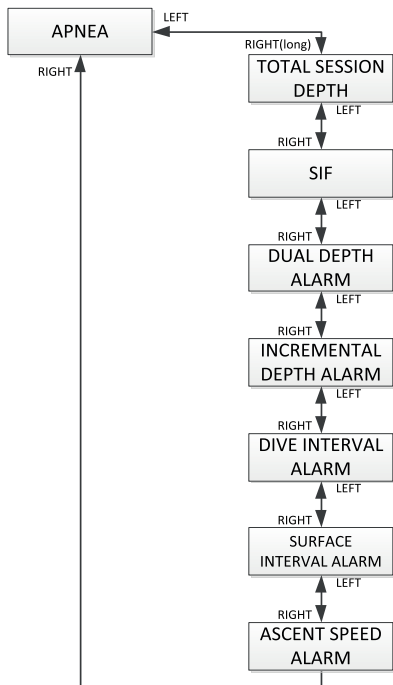 APNEA
LEFT
RIGHT(long)
TOTAL SESSION
DEPTH
RIGHT
LEFT
RIGHT
SIF
LEFT
RIGHT
DUAL DEPTH
ALARM
LEFT
RIGHT
INCREMENTAL
DEPTH ALARM
LEFT
RIGHT
DIVE INTERVAL
ALARM
LEFT
RIGHT
SURFACE
INTERVAL ALARM
LEFT
RIGHT
ASCENT SPEED
ALARM